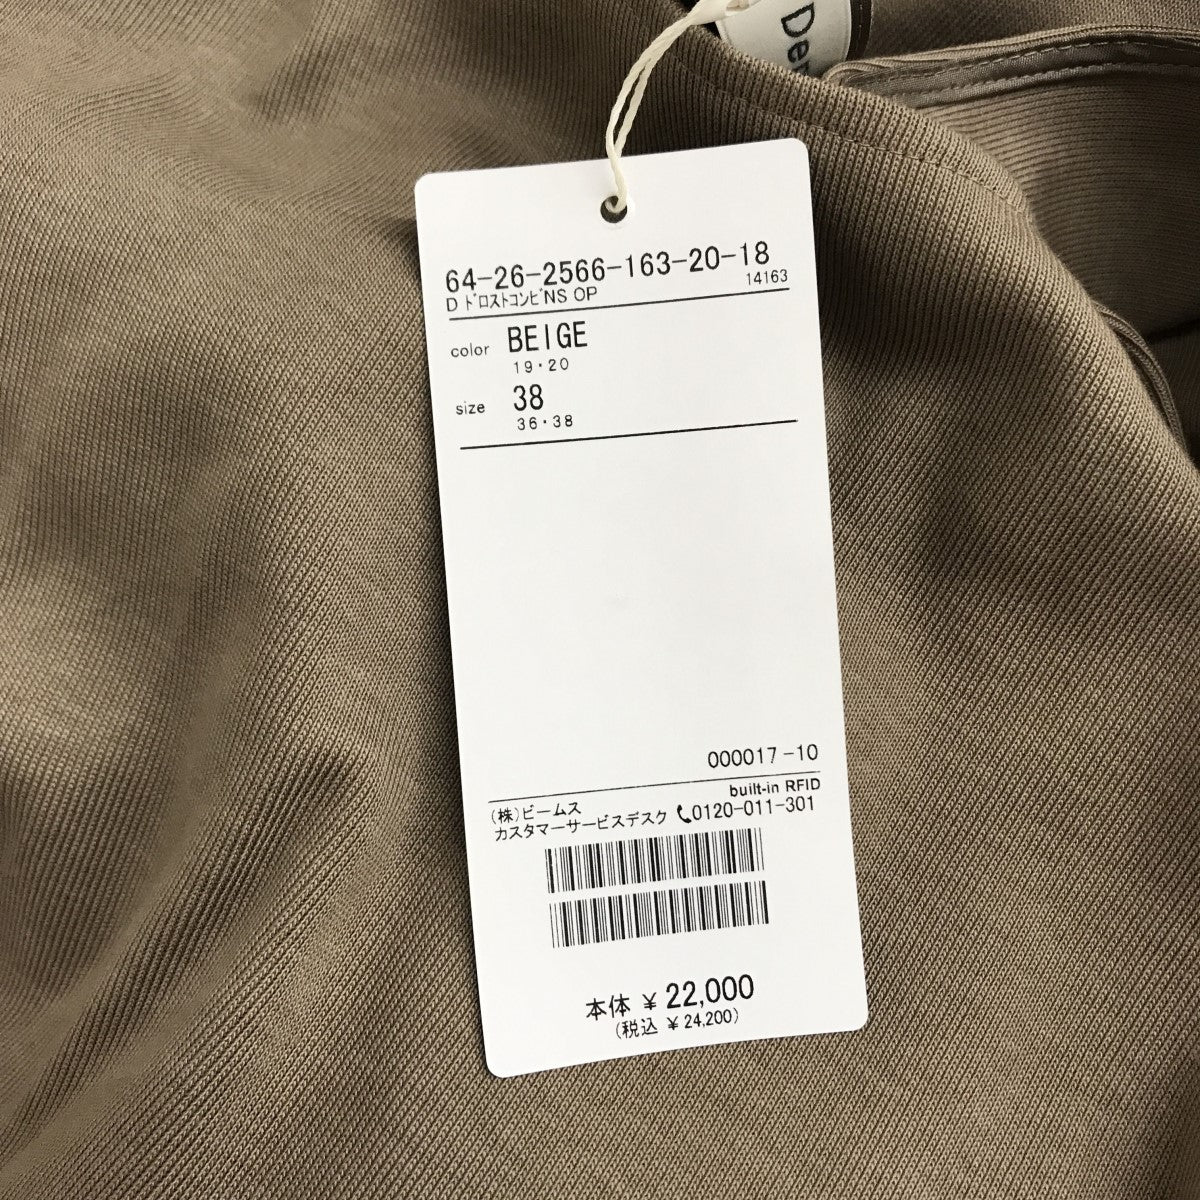 64-26-2566-163-20-18
D ﾄﾞﾛｽﾄｺﾝﾋﾞNS OP 14163
color BEIGE
19・20
size 38
36・38
000017-10
built-in RFID
(株)ビームス
カスタマーサービスデスク 0120-011-301
本体 ¥ 22,000
(税込 ¥ 24,200)